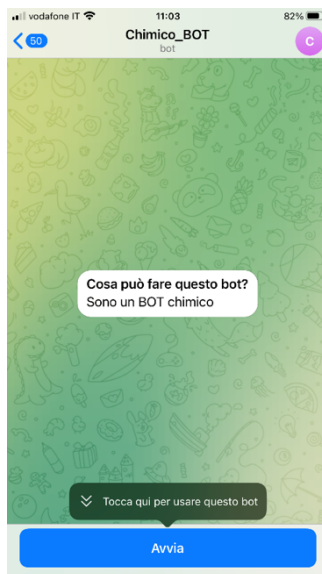 vodafone IT 11:03 82%
50 Chimico_BOT C
bot
Cosa può fare questo bot?
Sono un BOT chimico
Tocca qui per usare questo bot
Avvia